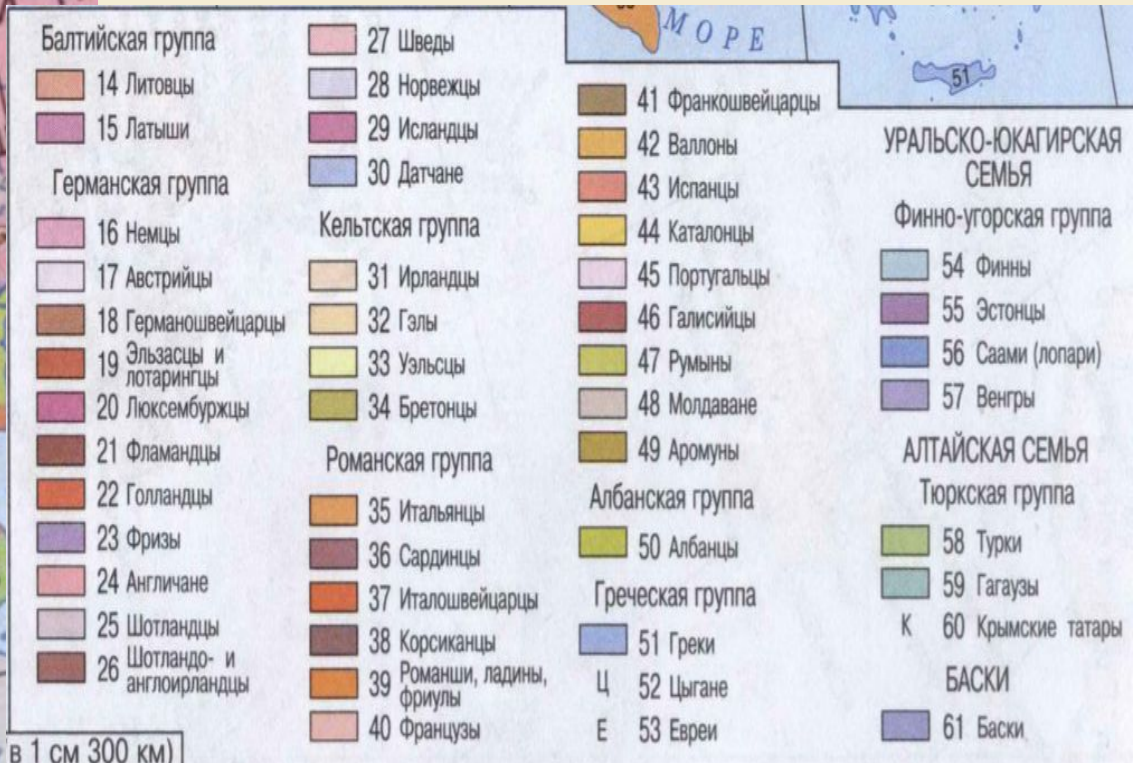 Балтийская группа
14 Литовцы
15 Латыши
Германская группа
16 Немцы
17 Австрийцы
18 Германошвейцарцы
19 Эльзасцы и
лотарингцы
20 Люксембуржцы
21 Фламандцы
22 Голландцы
23 Фризы
24 Англичане
25 Шотландцы
26 Шотландо- и
англоирландцы
в 1 см 300 км)
27 Шведы
28 Норвежцы
29 Исландцы
30 Датчане
Кельтская группа
31 Ирландцы
32 Гэлы
33 Уэльсцы
34 Бретонцы
Романская группа
35 Итальянцы
36 Сардинцы
37 Италошвейцарцы
38 Корсиканцы
39 Романши, ладины,
фриулы
40 Французы
МОРЕ
41 Франкошвейцарцы
42 Валлоны
43 Испанцы
44 Каталонцы
45 Португальцы
46 Галисийцы
47 Румыны
48 Молдаване
49 Аромуны
Албанская группа
50 Албанцы
Греческая группа
51 Греки
Ц 52 Цыгане
Е 53 Евреи
51
УРАЛЬСКО-ЮКАГИРСКАЯ
СЕМЬЯ
Финно-угорская группа
54 Финны
55 Эстонцы
56 Саами (лопари)
57 Венгры
АЛТАЙСКАЯ СЕМЬЯ
Тюркская группа
58 Турки
59 Гагаузы
К 60 Крымские татары
БАСКИ
61 Баски